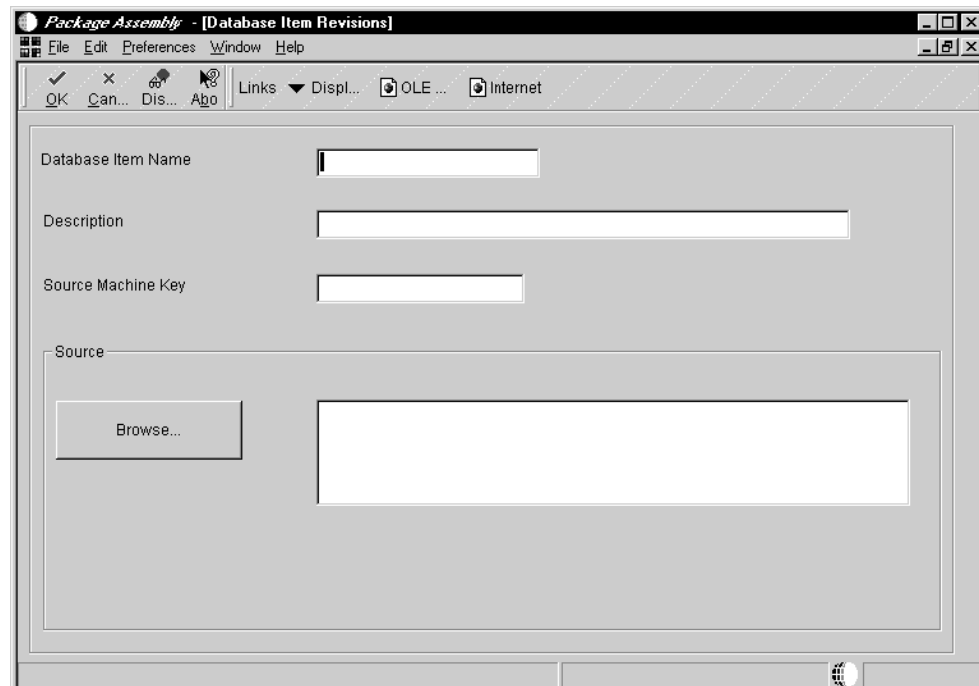 Package Assembly - [Database Item Revisions]
File Edit Preferences Window Help
OK Can... Dis... Abo Links Displ... OLE ... Internet
Database Item Name
Description
Source Machine Key
Source
Browse...